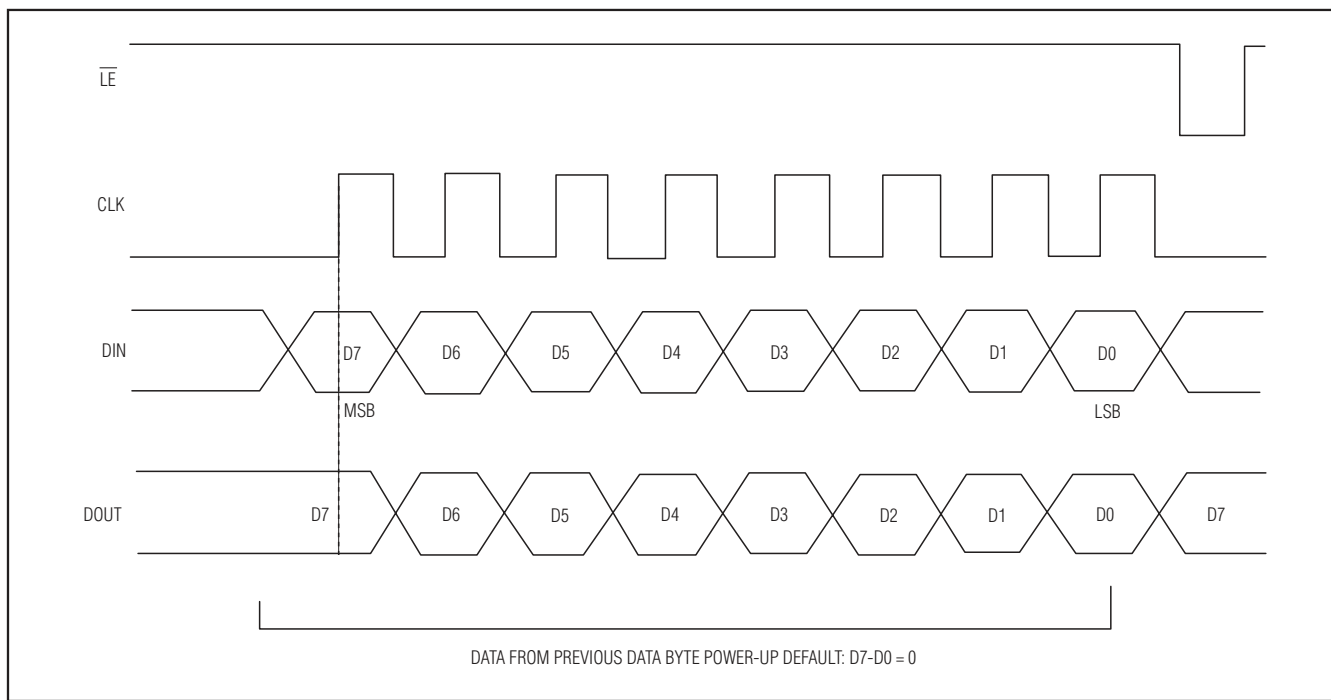 LE
CLK
DIN
D7 D6 D5 D4 D3 D2 D1 D0
MSB LSB
DOUT
D7 D6 D5 D4 D3 D2 D1 D0 D7
DATA FROM PREVIOUS DATA BYTE POWER-UP DEFAULT: D7-D0 = 0